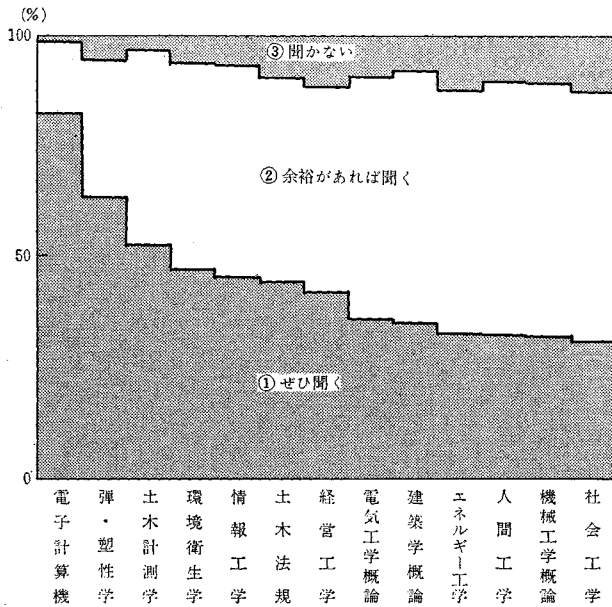 (%)
100
③ 聞かない
② 余裕があれば聞く
50
① ぜひ聞く
0
電子計算機
弾・塑性学
土木計測学
環境衛生学
情報工学
土木法規
経営工学
電気工学概論
建築学概論
エネルギー工学
人間工学
機械工学概論
社会工学